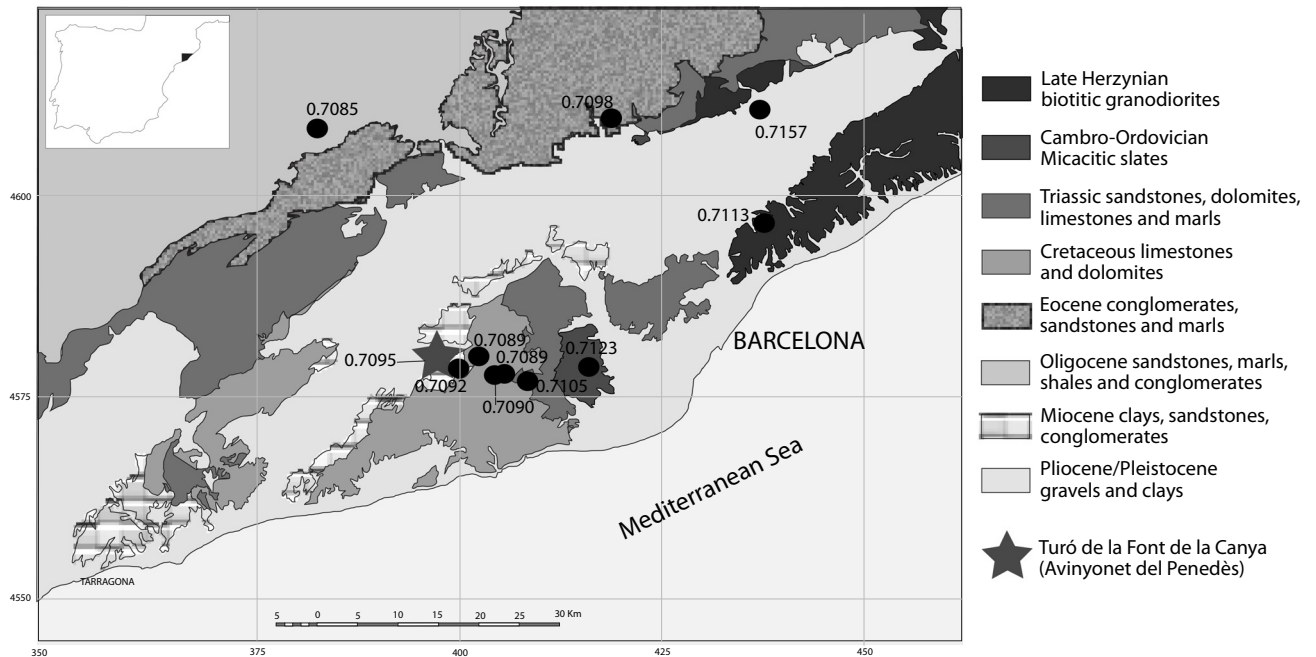 0.7085
0.7098
0.7157
4600
0.7113
0.7089
0.7089
0.7095
0.7123
BARCELONA
0.7092
0.7105
0.7090
4575
Mediterranean Sea
TARRAGONA
4550
5 0 5 10 15 20 25 30 Km
350 375 400 425 450
Late Herzynian
biotitic granodiorites
Cambro-Ordovician
Micacitic slates
Triassic sandstones, dolomites,
limestones and marls
Cretaceous limestones
and dolomites
Eocene conglomerates,
sandstones and marls
Oligocene sandstones, marls,
shales and conglomerates
Miocene clays, sandstones,
conglomerates
Pliocene/Pleistocene
gravels and clays
Turó de la Font de la Canya
(Avinyonet del Penedès)